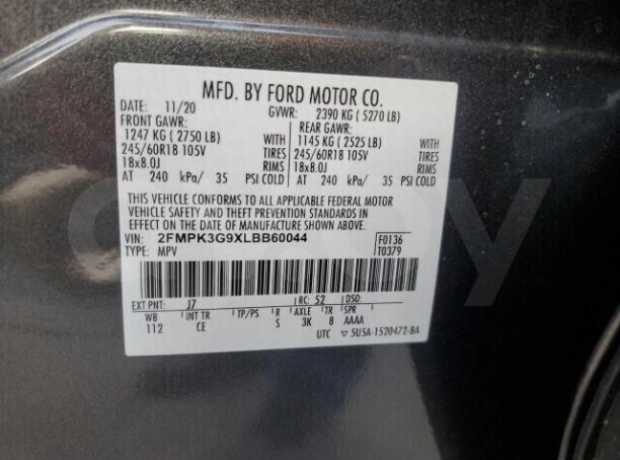 MFD. BY FORD MOTOR CO.
DATE: 11/20 GVWR: 2390 KG ( 5270 LB)
FRONT GAWR: REAR GAWR:
1247 KG ( 2750 LB) 1145 KG ( 2525 LB)
245/60R18 105V TIRES 245/60R18 105V TIRES
18x8.0J RIMS 18x8.0J RIMS
AT 240 kPa/ 35 PSI COLD AT 240 kPa/ 35 PSI COLD
THIS VEHICLE CONFORMS TO ALL APPLICABLE FEDERAL MOTOR
VEHICLE SAFETY AND THEFT PREVENTION STANDARDS IN
EFFECT ON THE DATE OF MANUFACTURE SHOWN ABOVE.
VIN: 2FMPK3G9XLBB60044 F0136
TYPE: MPV T0379
EXT PNT: J7 RC: 52 DSO:
WB INT TR TP/PS R AXLE TR SPR
112 CE S 3K 8 AAAA
UTC ▽ 5USA-1520472-BA